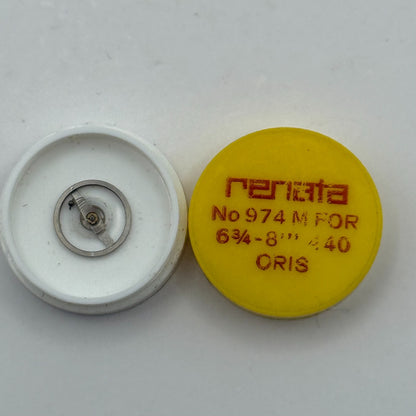 renata
No 974 M FOR
6¾-8''' 440
ORIS